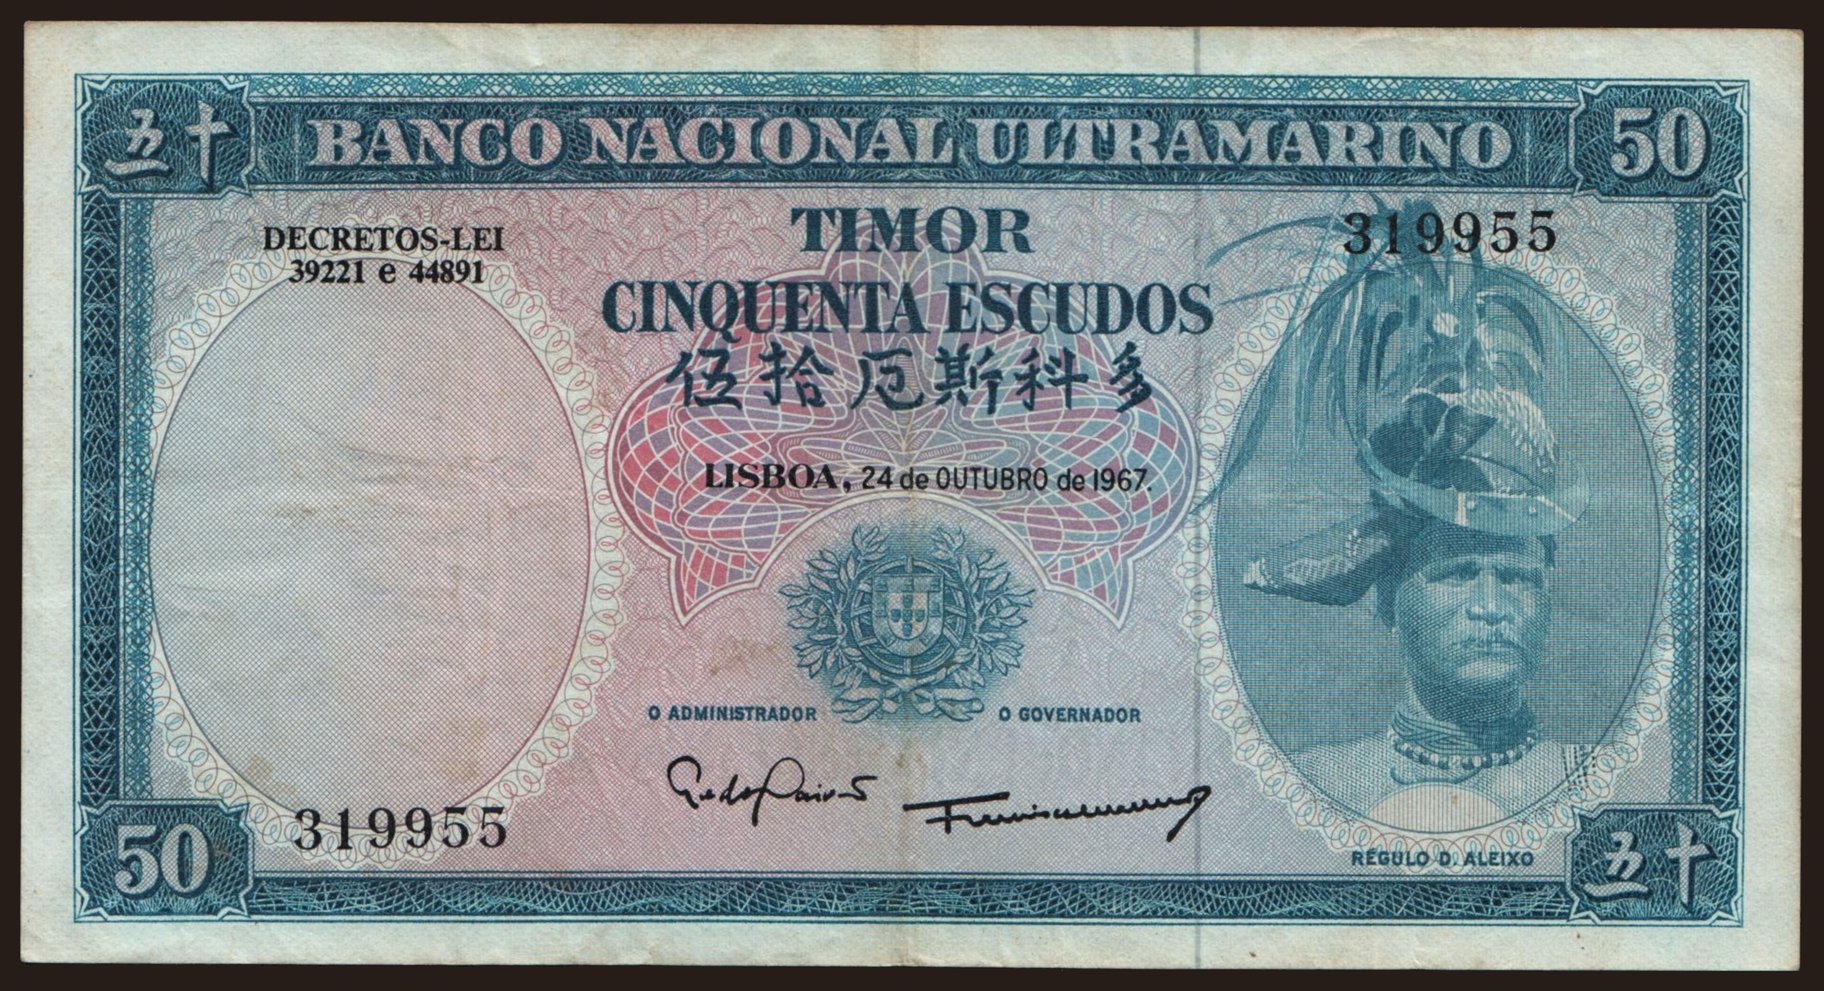 五十 BANCO NACIONAL ULTRAMARINO 50
TIMOR
319955
DECRETOS-LEI
39221 e 44891
CINQUENTA ESCUDOS
伍拾厄斯科多
LISBOA, 24 de OUTUBRO de 1967.
O ADMINISTRADOR O GOVERNADOR
319955
RÉGULO D. ALEIXO
50 五十